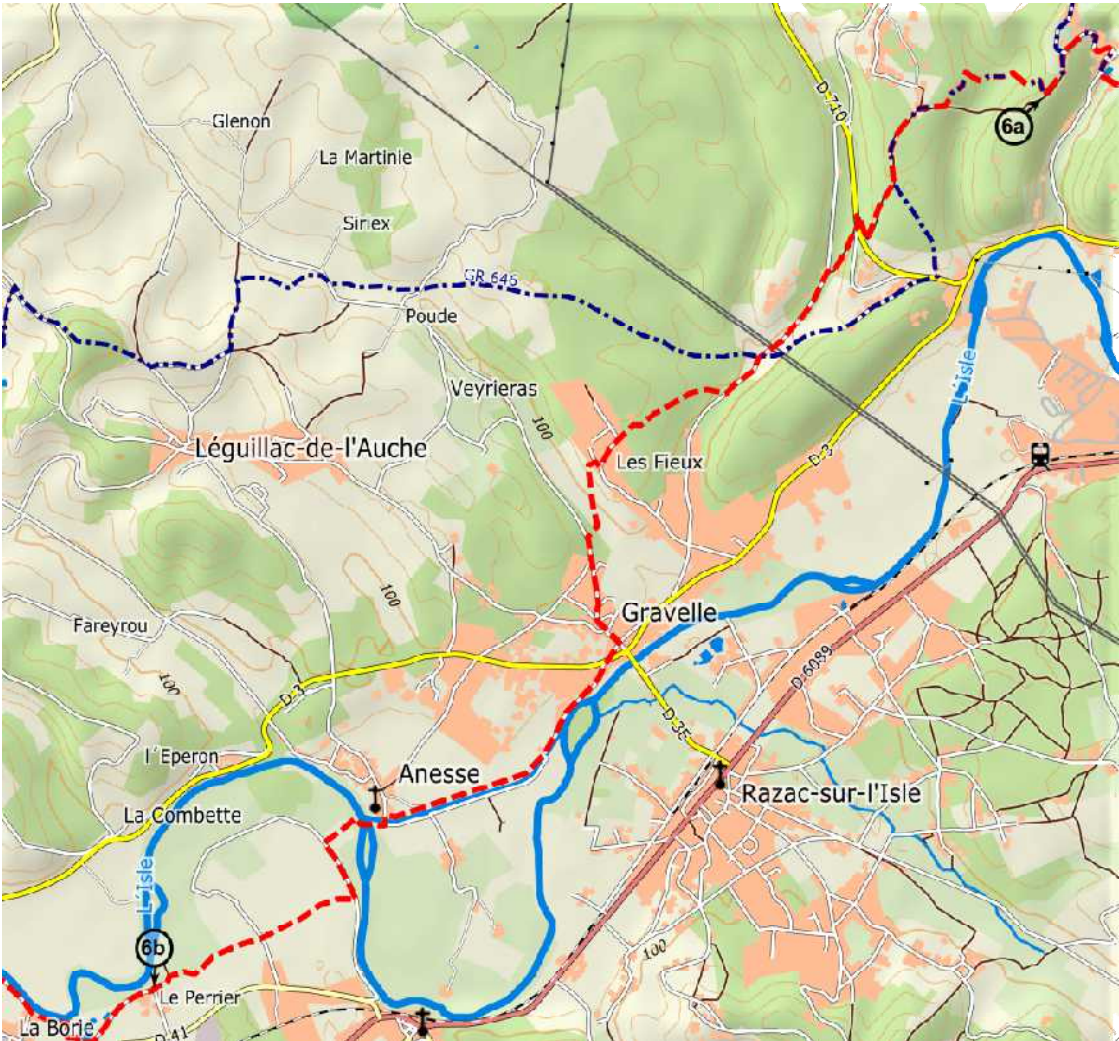 D 710
6a
Glenon
La Martinie
Siriex
GR 646
Poude
L'Isle
Veyrieras
100
Léguillac-de-l'Auche
Les Fieux
D 3
100
Gravelle
Fareyrou
D 6089
100
D 3
D 35
l'Eperon
Anesse
Razac-sur-l'Isle
La Combette
L'Isle
6b
100
Le Perrier
La Borie
D 41